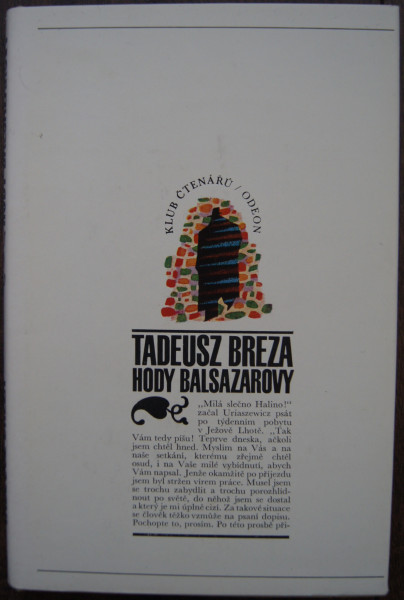 KLUB ČTENÁŘŮ / ODEON
TADEUSZ BREZA
HODY BALSAZAROVY
„Milá slečno Halino!“
začal Uriaszewicz psát
po týdenním pobytu
v Ježově Lhotě. „Tak
Vám tedy píšu! Teprve dneska, ačkoli
jsem chtěl hned. Myslím na Vás a na
naše setkání, kterému zřejmě chtěl
osud, i na Vaše milé vybídnutí, abych
Vám napsal. Jenže okamžitě po příjezdu
jsem byl stržen vírem práce. Musel jsem
se trochu zabydlit a trochu porozhlíd-
nout po světě, do něhož jsem se dostal
a který je mi úplně cizí. Za takové situace
se člověk těžko vzmůže na psaní dopisu.
Pochopte to, prosím. Po této prosbě při-